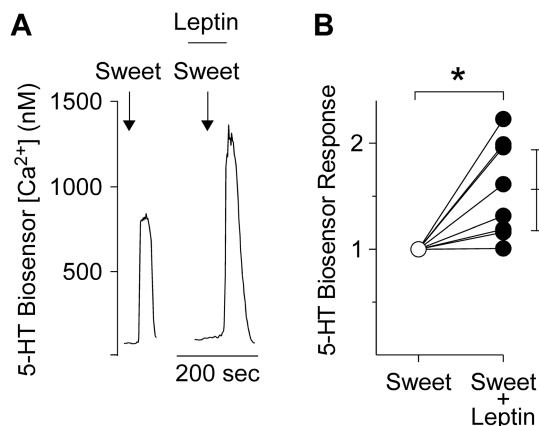 A
Leptin
Sweet Sweet
5-HT Biosensor [Ca²⁺] (nM)
1500
1000
500
200 sec
B
*
5-HT Biosensor Response
2
1
Sweet Sweet
+
Leptin